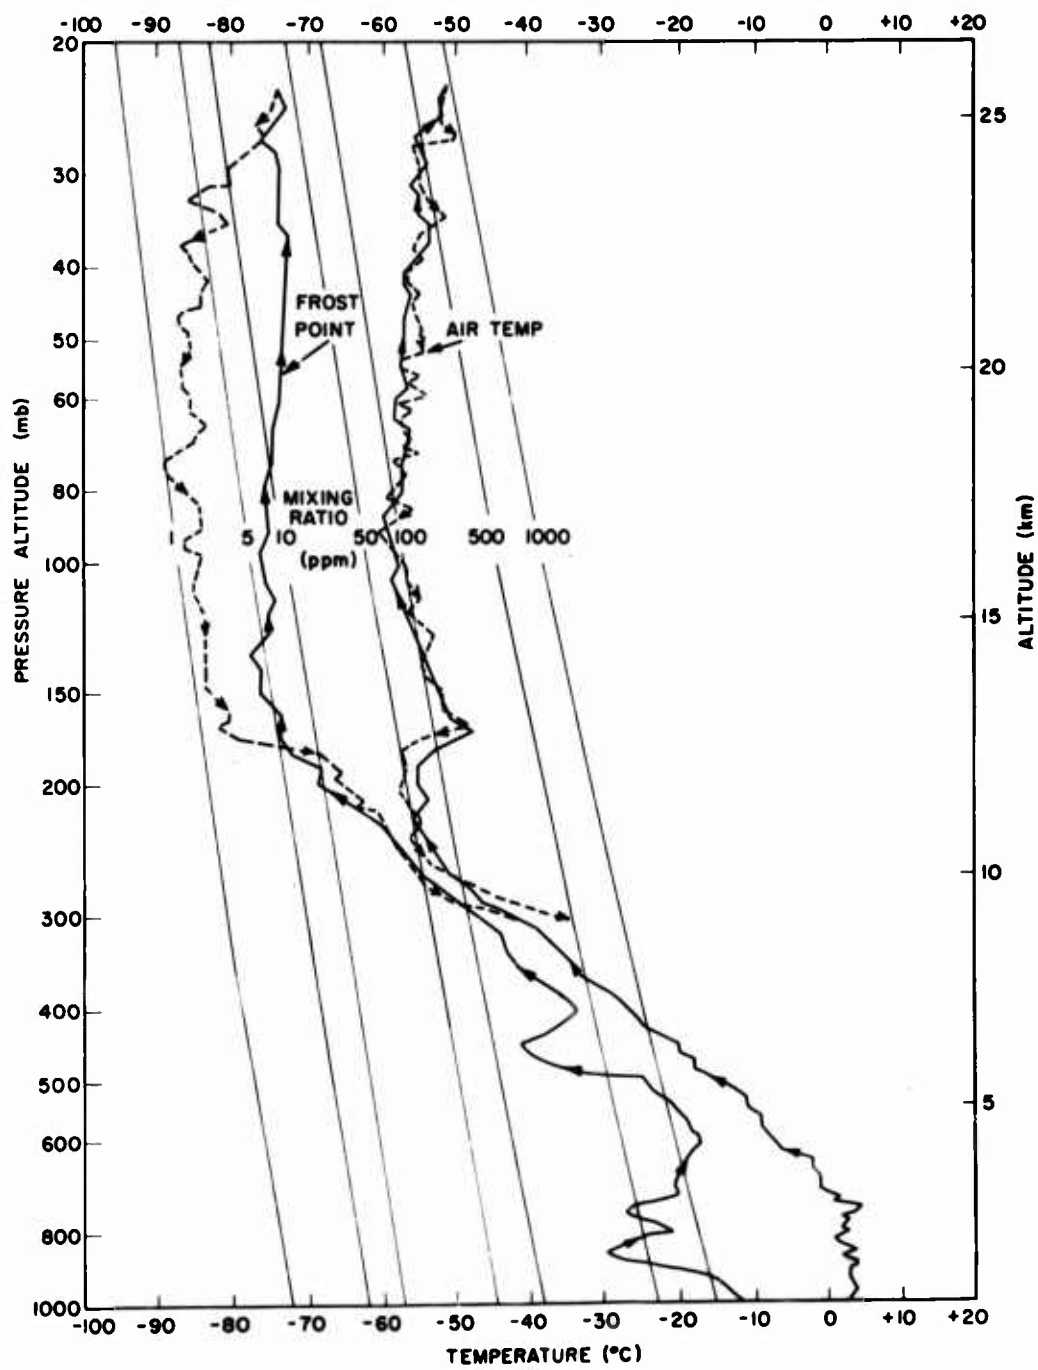 -100 -90 -80 -70 -60 -50 -40 -30 -20 -10 0 +10 +20
20
30
40
50
60
80
100
150
200
300
400
500
600
800
1000
PRESSURE ALTITUDE (mb)
FROST
POINT
AIR TEMP
MIXING
RATIO
1 5 10 50 100 500 1000
(ppm)
25
20
15
10
5
ALTITUDE (km)
-100 -90 -80 -70 -60 -50 -40 -30 -20 -10 0 +10 +20
TEMPERATURE (°C)